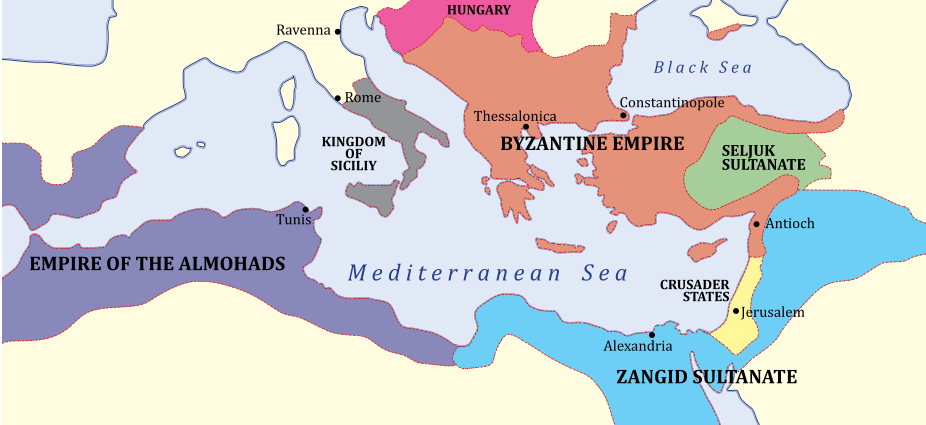 HUNGARY
Ravenna
Black Sea
Rome
Constantinople
Thessalonica
KINGDOM
OF
SICILIY
BYZANTINE EMPIRE
SELJUK
SULTANATE
Tunis
Antioch
EMPIRE OF THE ALMOHADS
Mediterranean Sea
CRUSADER
STATES
Jerusalem
Alexandria
ZANGID SULTANATE